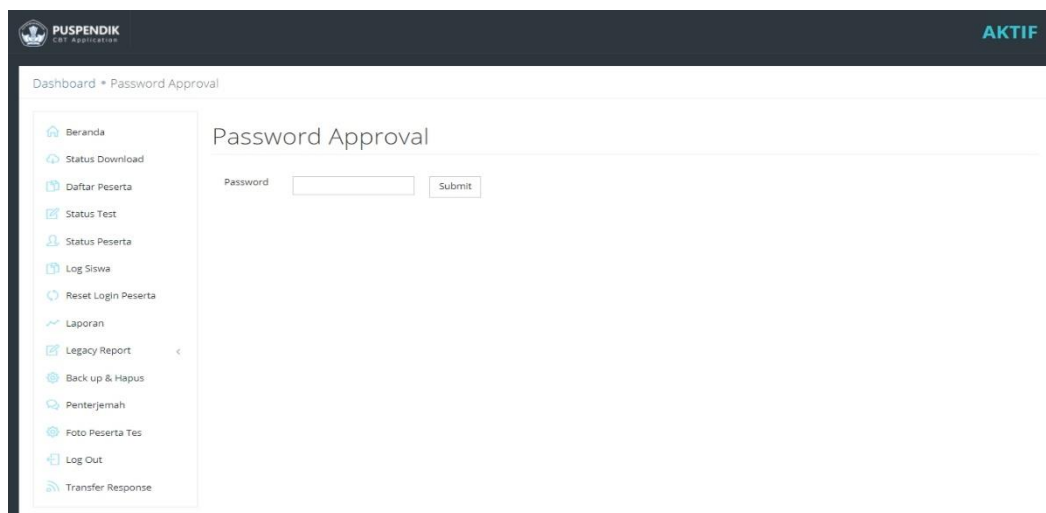 PUSPENDIK
CBT Application
AKTIF
Dashboard • Password Approval
Beranda
Status Download
Daftar Peserta
Status Test
Status Peserta
Log Siswa
Reset Login Peserta
Laporan
Legacy Report <
Back up & Hapus
Penterjemah
Foto Peserta Tes
Log Out
Transfer Response
Password Approval
Password
Submit